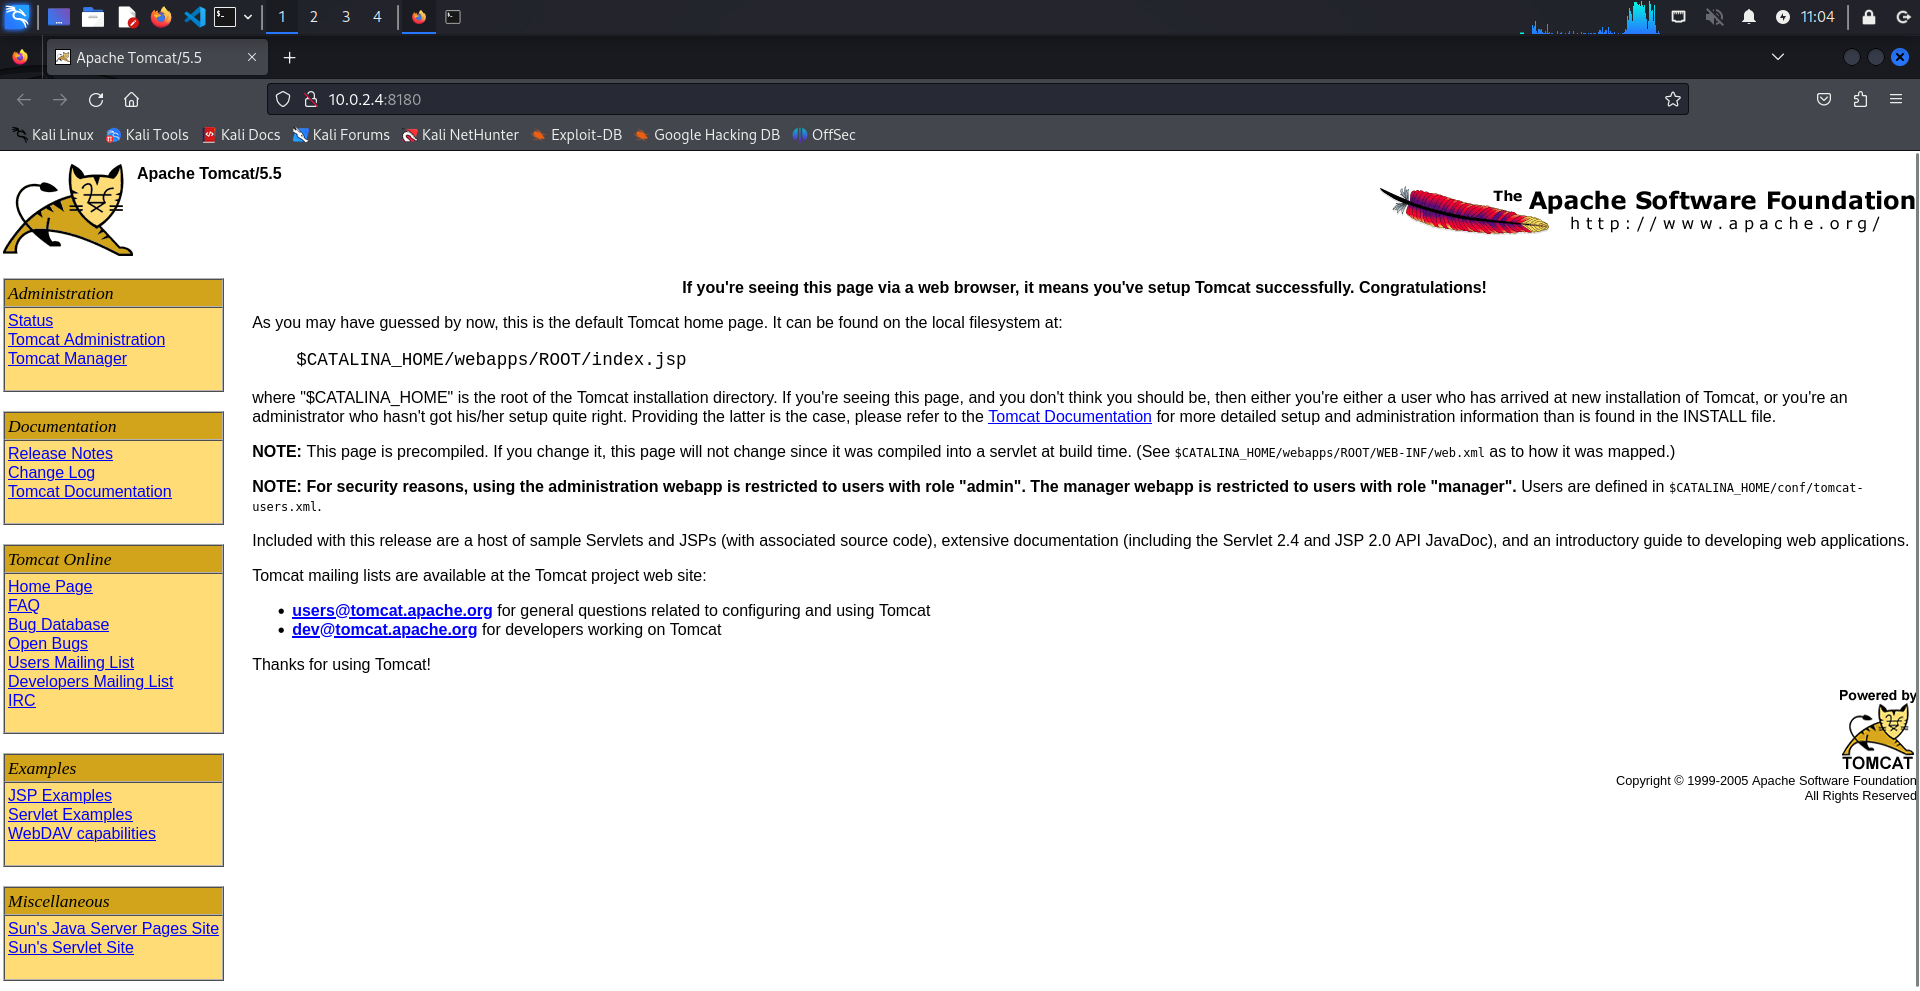 1 2 3 4 11:04
Apache Tomcat/5.5
10.0.2.4:8180
Kali Linux Kali Tools Kali Docs Kali Forums Kali NetHunter Exploit-DB Google Hacking DB OffSec
Apache Tomcat/5.5
The Apache Software Foundation
http://www.apache.org/
Administration
Status
Tomcat Administration
Tomcat Manager
Documentation
Release Notes
Change Log
Tomcat Documentation
Tomcat Online
Home Page
FAQ
Bug Database
Open Bugs
Users Mailing List
Developers Mailing List
IRC
Examples
JSP Examples
Servlet Examples
WebDAV capabilities
Miscellaneous
Sun's Java Server Pages Site
Sun's Servlet Site
If you're seeing this page via a web browser, it means you've setup Tomcat successfully. Congratulations!
As you may have guessed by now, this is the default Tomcat home page. It can be found on the local filesystem at:
$CATALINA_HOME/webapps/ROOT/index.jsp
where "$CATALINA_HOME" is the root of the Tomcat installation directory. If you're seeing this page, and you don't think you should be, then either you're either a user who has arrived at new installation of Tomcat, or you're an
administrator who hasn't got his/her setup quite right. Providing the latter is the case, please refer to the Tomcat Documentation for more detailed setup and administration information than is found in the INSTALL file.
NOTE: This page is precompiled. If you change it, this page will not change since it was compiled into a servlet at build time. (See $CATALINA_HOME/webapps/ROOT/WEB-INF/web.xml as to how it was mapped.)
NOTE: For security reasons, using the administration webapp is restricted to users with role "admin". The manager webapp is restricted to users with role "manager". Users are defined in $CATALINA_HOME/conf/tomcat-
users.xml.
Included with this release are a host of sample Servlets and JSPs (with associated source code), extensive documentation (including the Servlet 2.4 and JSP 2.0 API JavaDoc), and an introductory guide to developing web applications.
Tomcat mailing lists are available at the Tomcat project web site:
• users@tomcat.apache.org for general questions related to configuring and using Tomcat
• dev@tomcat.apache.org for developers working on Tomcat
Thanks for using Tomcat!
Powered by
TOMCAT
Copyright © 1999-2005 Apache Software Foundation
All Rights Reserved